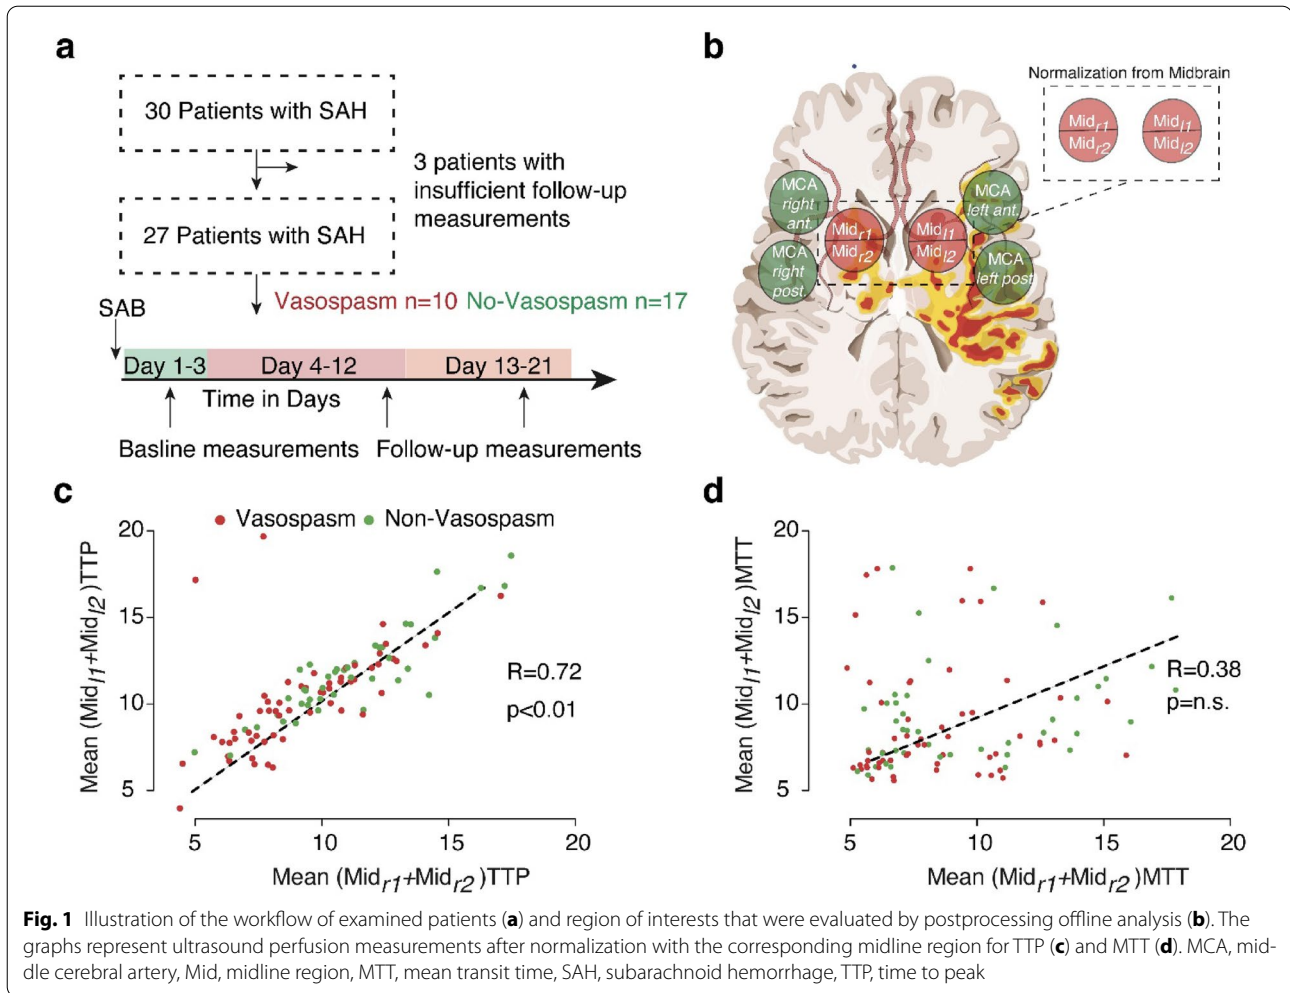 a
30 Patients with SAH
3 patients with
insufficient follow-up
measurements
27 Patients with SAH
Vasospasm n=10 No-Vasospasm n=17
SAB
Day 1-3 Day 4-12 Day 13-21
Time in Days
Basline measurements Follow-up measurements
b
Normalization from Midbrain
Midr1 Midl1
Midr2 Midl2
MCA
right
ant.
MCA
left ant.
Midr1 Midl1
Midr2 Midl2
MCA
right
post.
MCA
left post.
c
Vasospasm Non-Vasospasm
Mean (Midl1+Midl2)TTP
20
15
10
5
R=0.72
p<0.01
5 10 15 20
Mean (Midr1+Midr2)TTP
d
Mean (Midl1+Midl2)MTT
20
15
10
5
R=0.38
p=n.s.
5 10 15 20
Mean (Midr1+Midr2)MTT
Fig. 1 Illustration of the workflow of examined patients (a) and region of interests that were evaluated by postprocessing offline analysis (b). The
graphs represent ultrasound perfusion measurements after normalization with the corresponding midline region for TTP (c) and MTT (d). MCA, mid-
dle cerebral artery, Mid, midline region, MTT, mean transit time, SAH, subarachnoid hemorrhage, TTP, time to peak